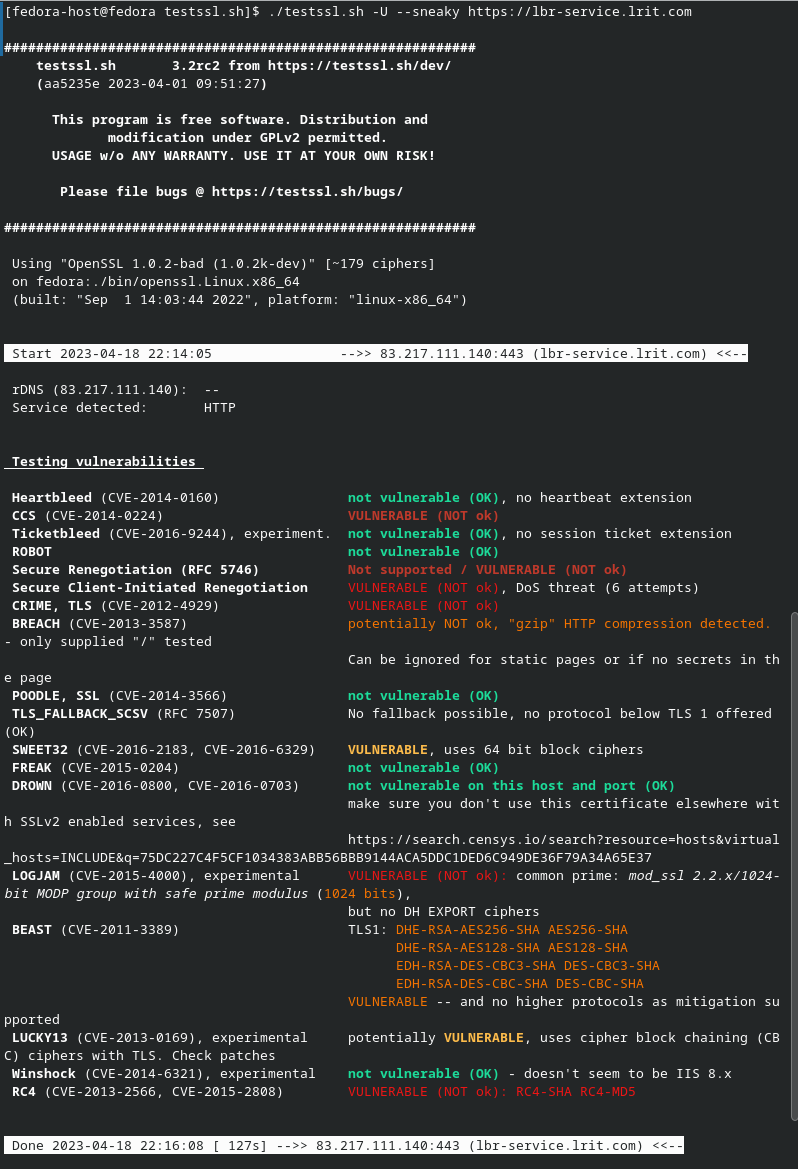 [fedora-host@fedora testssl.sh]$ ./testssl.sh -U --sneaky https://lbr-service.lrit.com
###########################################################
testssl.sh       3.2rc2 from https://testssl.sh/dev/
(aa5235e 2023-04-01 09:51:27)
This program is free software. Distribution and
modification under GPLv2 permitted.
USAGE w/o ANY WARRANTY. USE IT AT YOUR OWN RISK!
Please file bugs @ https://testssl.sh/bugs/
###########################################################
Using "OpenSSL 1.0.2-bad (1.0.2k-dev)" [~179 ciphers]
on fedora:./bin/openssl.Linux.x86_64
(built: "Sep  1 14:03:44 2022", platform: "linux-x86_64")
Start 2023-04-18 22:14:05                -->> 83.217.111.140:443 (lbr-service.lrit.com) <<--
rDNS (83.217.111.140):  --
Service detected:       HTTP
Testing vulnerabilities
Heartbleed (CVE-2014-0160)                not vulnerable (OK), no heartbeat extension
CCS (CVE-2014-0224)                       VULNERABLE (NOT ok)
Ticketbleed (CVE-2016-9244), experiment.  not vulnerable (OK), no session ticket extension
ROBOT                                     not vulnerable (OK)
Secure Renegotiation (RFC 5746)           Not supported / VULNERABLE (NOT ok)
Secure Client-Initiated Renegotiation     VULNERABLE (NOT ok), DoS threat (6 attempts)
CRIME, TLS (CVE-2012-4929)                VULNERABLE (NOT ok)
BREACH (CVE-2013-3587)                    potentially NOT ok, "gzip" HTTP compression detected.
- only supplied "/" tested
Can be ignored for static pages or if no secrets in th
e page
POODLE, SSL (CVE-2014-3566)               not vulnerable (OK)
TLS_FALLBACK_SCSV (RFC 7507)              No fallback possible, no protocol below TLS 1 offered
(OK)
SWEET32 (CVE-2016-2183, CVE-2016-6329)    VULNERABLE, uses 64 bit block ciphers
FREAK (CVE-2015-0204)                     not vulnerable (OK)
DROWN (CVE-2016-0800, CVE-2016-0703)      not vulnerable on this host and port (OK)
make sure you don't use this certificate elsewhere wit
h SSLv2 enabled services, see
https://search.censys.io/search?resource=hosts&virtual
_hosts=INCLUDE&q=75DC227C4F5CF1034383ABB56BBB9144ACA5DDC1DED6C949DE36F79A34A65E37
LOGJAM (CVE-2015-4000), experimental      VULNERABLE (NOT ok): common prime: mod_ssl 2.2.x/1024-
bit MODP group with safe prime modulus (1024 bits),
but no DH EXPORT ciphers
BEAST (CVE-2011-3389)                     TLS1: DHE-RSA-AES256-SHA AES256-SHA
DHE-RSA-AES128-SHA AES128-SHA
EDH-RSA-DES-CBC3-SHA DES-CBC3-SHA
EDH-RSA-DES-CBC-SHA DES-CBC-SHA
VULNERABLE -- and no higher protocols as mitigation su
pported
LUCKY13 (CVE-2013-0169), experimental     potentially VULNERABLE, uses cipher block chaining (CB
C) ciphers with TLS. Check patches
Winshock (CVE-2014-6321), experimental    not vulnerable (OK) - doesn't seem to be IIS 8.x
RC4 (CVE-2013-2566, CVE-2015-2808)        VULNERABLE (NOT ok): RC4-SHA RC4-MD5
Done 2023-04-18 22:16:08 [ 127s] -->> 83.217.111.140:443 (lbr-service.lrit.com) <<--